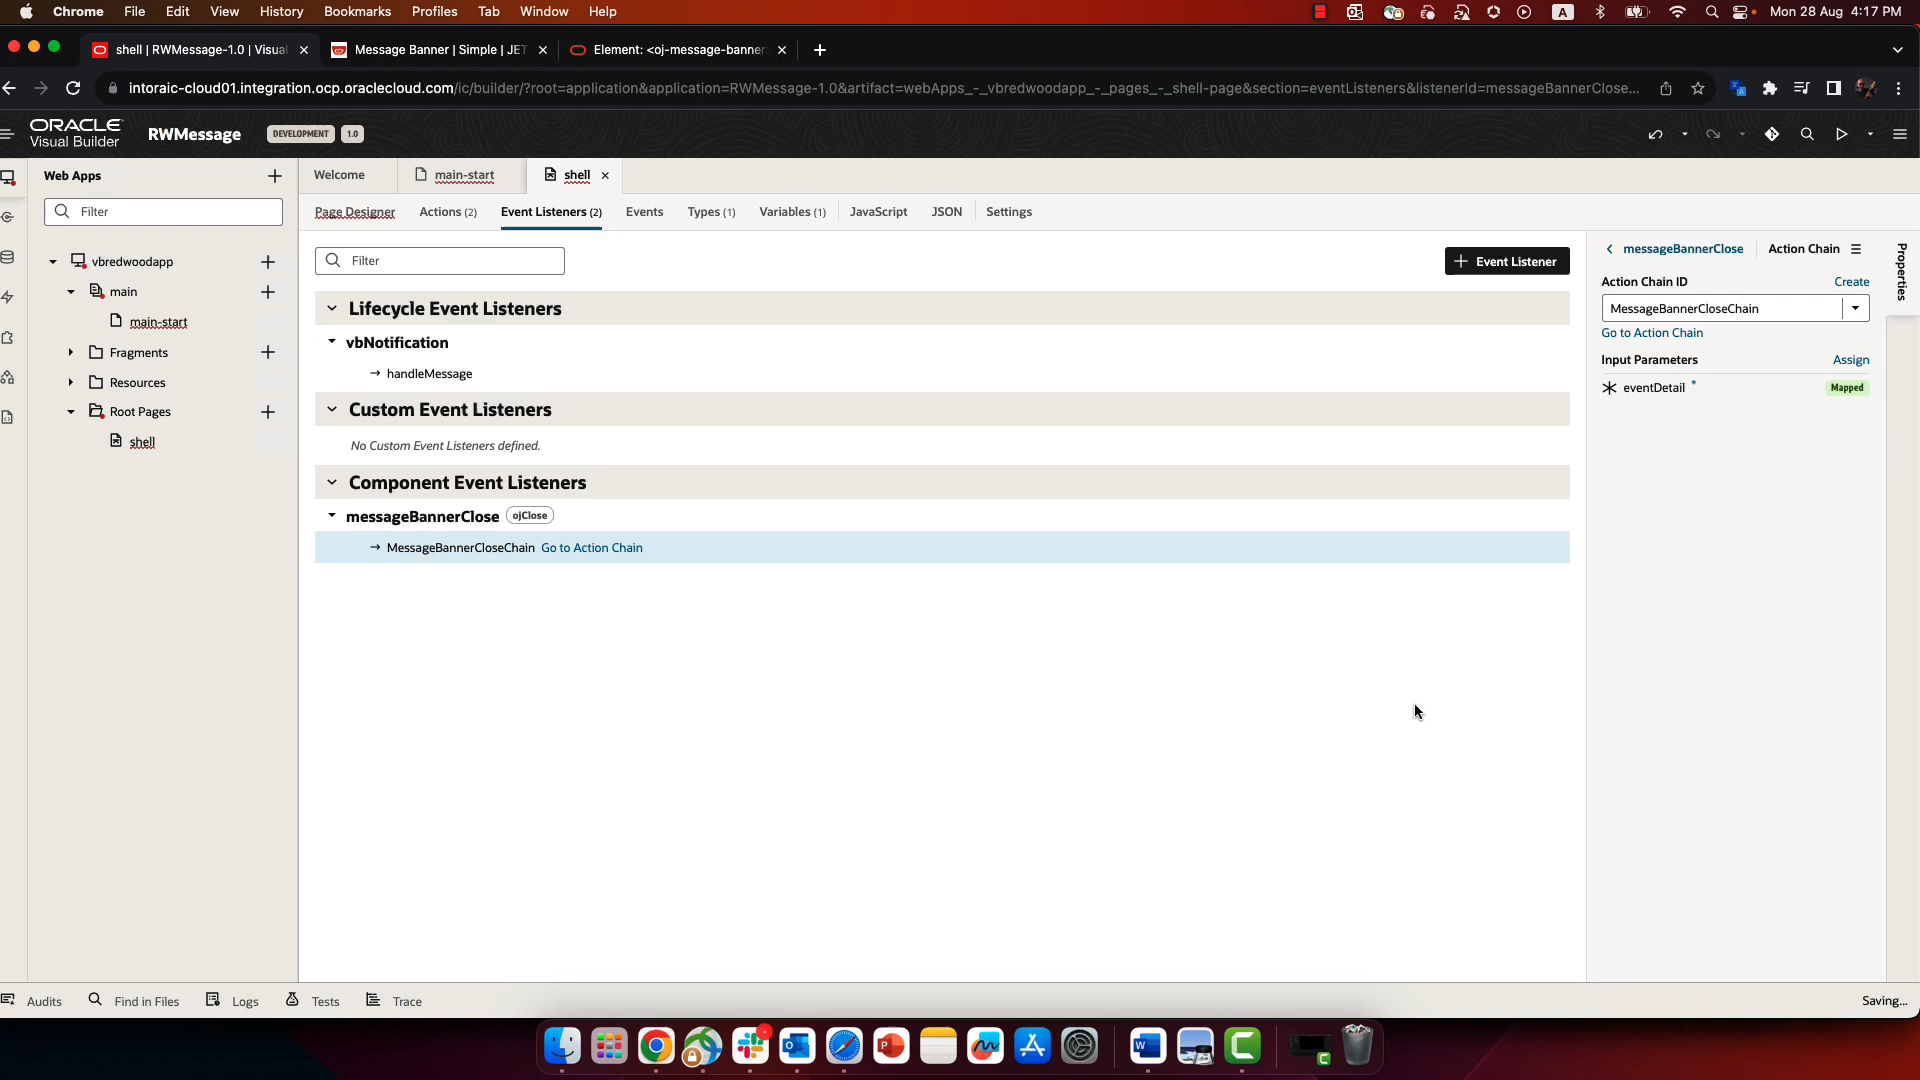 Chrome File Edit View History Bookmarks Profiles Tab Window Help A Mon 28 Aug 4:17 PM
shell | RWMessage-1.0 | Visual Message Banner | Simple | JET Element: <oj-message-banner>
intoraic-cloud01.integration.ocp.oraclecloud.com/ic/builder/?root=application&application=RWMessage-1.0&artifact=webApps_-_vbredwoodapp_-_pages_-_shell-page&section=eventListeners&listenerId=messageBannerClose...
ORACLE
Visual Builder
RWMessage DEVELOPMENT 1.0
Web Apps
Filter
vbredwoodapp
main
main-start
Fragments
Resources
Root Pages
shell
Welcome main-start shell
Page Designer Actions (2) Event Listeners (2) Events Types (1) Variables (1) JavaScript JSON Settings
Filter
Event Listener
Lifecycle Event Listeners
vbNotification
handleMessage
Custom Event Listeners
No Custom Event Listeners defined.
Component Event Listeners
messageBannerClose ojClose
MessageBannerCloseChain Go to Action Chain
messageBannerClose Action Chain
Action Chain ID Create
MessageBannerCloseChain
Go to Action Chain
Input Parameters Assign
eventDetail * Mapped
Properties
Audits Find in Files Logs Tests Trace Saving...